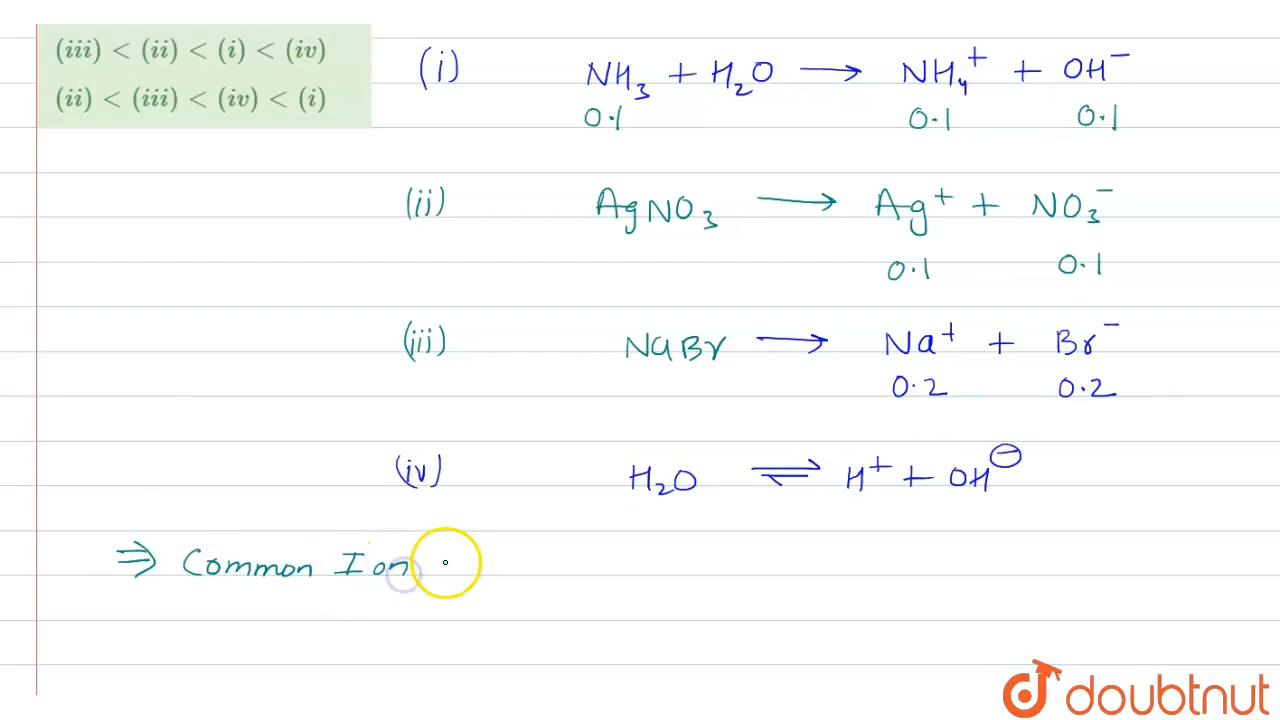 (iii) < (ii) < (i) < (iv)
(ii) < (iii) < (iv) < (i)
(i) NH₃ + H₂O ⟶ NH₄⁺ + OH⁻
0.1 0.1 0.1
(ii) AgNO₃ ⟶ Ag⁺ + NO₃⁻
0.1 0.1
(iii) NaBr ⟶ Na⁺ + Br⁻
0.2 0.2
(iv) H₂O ⇌ H⁺ + OH⊖
⇒ Common Ion
doubtnut